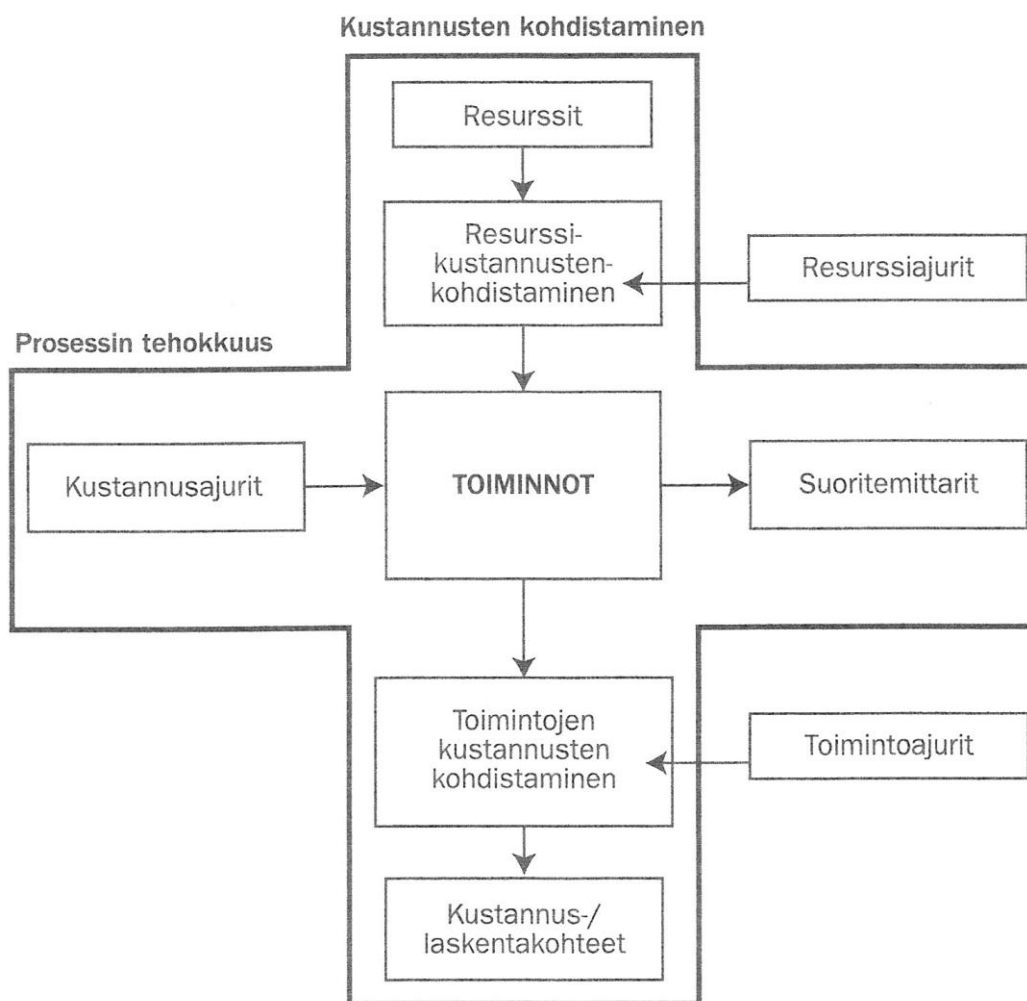 Kustannusten kohdistaminen
Resurssit
Resurssi-
kustannusten-
kohdistaminen
Resurssiajurit
Prosessin tehokkuus
Kustannusajurit
TOIMINNOT
Suoritemittarit
Toimintojen
kustannusten
kohdistaminen
Toimintoajurit
Kustannus-/
laskentakohteet